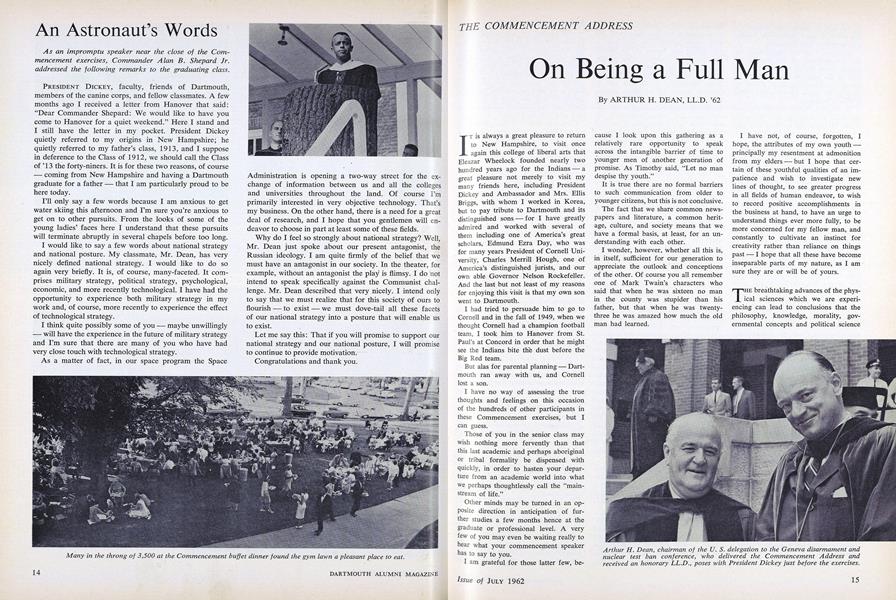 An Astronaut's Words
As an impromptu speaker near the close of the Com-
mencement exercises, Commander Alan B. Shepard Jr.
addressed the following remarks to the graduating class.
PRESIDENT DICKEY, faculty, friends of Dartmouth,
members of the canine corps, and fellow classmates. A few
months ago I received a letter from Hanover that said:
"Dear Commander Shepard: We would like to have you
come to Hanover for a quiet weekend." Here I stand and
I still have the letter in my pocket. President Dickey
quietly referred to my origins in New Hampshire; he
quietly referred to my father's class, 1913, and I suppose
in deference to the Class of 1912, we should call the Class
of '13 the forty-niners. It is for these two reasons, of course
— coming from New Hampshire and having a Dartmouth
graduate for a father — that I am particularly proud to be
here today.
I'll only say a few words because I am anxious to get
water skiing this afternoon and I'm sure you're anxious to
get on to other pursuits. From the looks of some of the
young ladies' faces here I understand that these pursuits
will terminate abruptly in several chapels before too long.
I would like to say a few words about national strategy
and national posture. My classmate, Mr. Dean, has very
nicely defined national strategy. I would like to do so
again very briefly. It is, of course, many-faceted. It com-
prises military strategy, political strategy, psychological,
economic, and more recently technological. I have had the
opportunity to experience both military strategy in my
work and, of course, more recently to experience the effect
of technological strategy.
I think quite possibly some of you — maybe unwillingly
— will have the experience in the future of military strategy
and I'm sure that there are many of you who have had
very close touch with technological strategy.
As a matter of fact, in our space program the Space
Administration is opening a two-way street for the ex-
change of information between us and all the colleges
and universities throughout the land. Of course I'm
primarily interested in very objective technology. That's
my business. On the other hand, there is a need for a great
deal of research, and I hope that you gentlemen will en-
deavor to choose in part at least some of these fields.
Why do I feel so strongly about national strategy? Well,
Mr. Dean just spoke about our present antagonist, the
Russian ideology. I am quite firmly of the belief that we
must have an antagonist in our society. In the theater, for
example, without an antagonist the play is flimsy. I do not
intend to speak specifically against the Communist chal-
lenge. Mr. Dean described that very nicely. I intend only
to say that we must realize that for this society of ours to
flourish — to exist — we must dove-tail all these facets
of our national strategy into a posture that will enable us
to exist.
Let me say this: That if you will promise to support our
national strategy and our national posture, I will promise
to continue to provide motivation.
Congratulations and thank you.
Many in the throng of 3,500 at the Commencement buffet dinner found the gym lawn a pleasant place to eat.
14
DARTMOUTH ALUMNI MAGAZINE
THE COMMENCEMENT ADDRESS
On Being a Full Man
By ARTHUR H. DEAN, LL.D. '62
IT is always a great pleasure to return
to New Hampshire, to visit once
again this college of liberal arts that
Eleazar Wheelock founded nearly two
hundred years ago for the Indians — a
great pleasure not merely to visit my
many friends here, including President
Dickey and Ambassador and Mrs. Ellis
Briggs, with whom I worked in Korea,
but to pay tribute to Dartmouth and its
distinguished sons — for I have greatly
admired and worked with several of
them including one of America's great
scholars, Edmund Ezra Day, who was
for many years President of Cornell Uni-
versity, Charles Merrill Hough, one of
America's distinguished jurists, and our
own able Governor Nelson Rockefeller.
And the last but not least of my reasons
for enjoying this visit is that my own son
went to Dartmouth.
I had tried to persuade him to go to
Cornell and in the fall of 1949, when we
thought Cornell had a champion football
team, I took him to Hanover from St.
Paul's at Concord in order that he might
see the Indians bite the dust before the
Big Red team.
But alas for parental planning — Dart-
mouth ran away with us, and Cornell
lost a son.
I have no way of assessing the true
thoughts and feelings on this occasion
of the hundreds of other participants in
these Commencement exercises, but I
can guess.
Those of you in the senior class may
wish nothing more fervently than that
this last academic and perhaps aboriginal
or tribal formality be dispensed with
quickly, in order to hasten your depar-
ture from an academic world into what
we perhaps thoughtlessly call the "main-
stream of life."
Other minds may be turned in an op-
posite direction in anticipation of fur-
ther studies a few months hence at the
graduate or professional level. A very
few of you may even be waiting really to
hear what your commencement speaker
has to say to you.
I am grateful for those latter few, be-
cause I look upon this gathering as a
relatively rare opportunity to speak
across the intangible barrier of time to
younger men of another generation of
promise. As Timothy said, "Let no man
despise thy youth."
It is true there are no formal barriers
to such communication from older to
younger citizens, but this is not conclusive.
The fact that we share common news-
papers and literature, a common herit-
age, culture, and society means that we
have a formal basis, at least, for an un-
derstanding with each other.
I wonder, however, whether all this is,
in itself, sufficient for our generation to
appreciate the outlook and conceptions
of the other. Of course you all remember
one of Mark Twain's characters who
said that when he was sixteen no man
in the county was stupider than his
father, but that when he was twenty-
three he was amazed how much the old
man had learned.
I have not, of course, forgotten, I
hope, the attributes of my own youth —
principally my resentment at admonition
from my elders — but I hope that cer-
tain of these youthful qualities of an im-
patience and wish to investigate new
lines of thought, to see greater progress
in all fields of human endeavor, to wish
to record positive accomplishments in
the business at hand, to have an urge to
understand things ever more fully, to be
more concerned for my fellow man, and
constantly to cultivate an instinct for
creativity rather than reliance on things
past — I hope that all these have become
inseparable parts of my nature, as I am
sure they are or will be of yours.
THE breathtaking advances of the phys-
ical sciences which we are experi-
encing can lead to conclusions that the
philosophy, knowledge, morality, gov-
ernmental concepts and political science
Arthur H. Dean, chairman of the U. S. delegation to the Geneva disarmament and
nuclear test ban conference, who delivered the Commencement Address and
received an honorary LL.D., poses with President Dickey just before the exercises.
Issue of JULY 1962
15